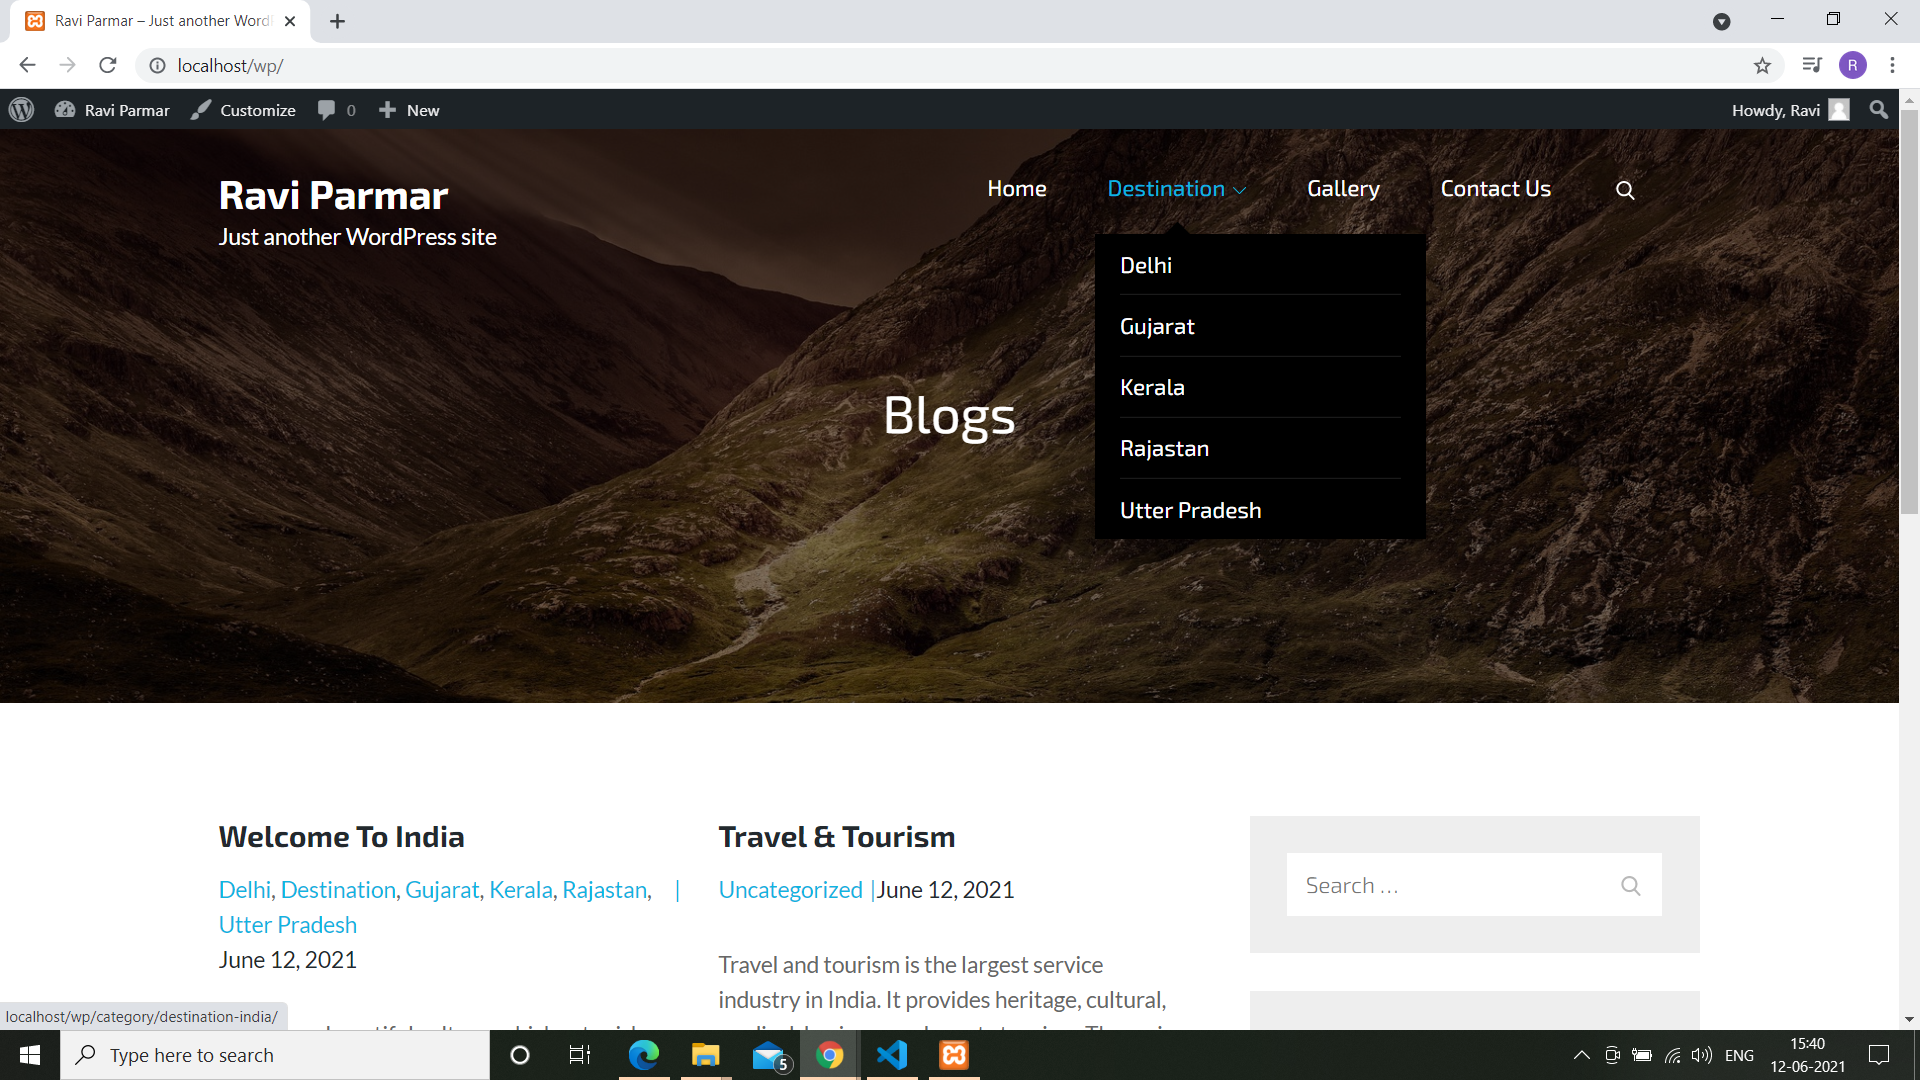 Ravi Parmar – Just another Word
localhost/wp/
R
Ravi Parmar Customize 0 New
Howdy, Ravi
Ravi Parmar
Just another WordPress site
Home Destination Gallery Contact Us
Delhi
Gujarat
Kerala
Rajastan
Utter Pradesh
Blogs
Welcome To India
Delhi, Destination, Gujarat, Kerala, Rajastan, |
Utter Pradesh
June 12, 2021
Travel & Tourism
Uncategorized |June 12, 2021
Travel and tourism is the largest service
industry in India. It provides heritage, cultural,
Search …
localhost/wp/category/destination-india/
Type here to search
5
ENG
15:40
12-06-2021